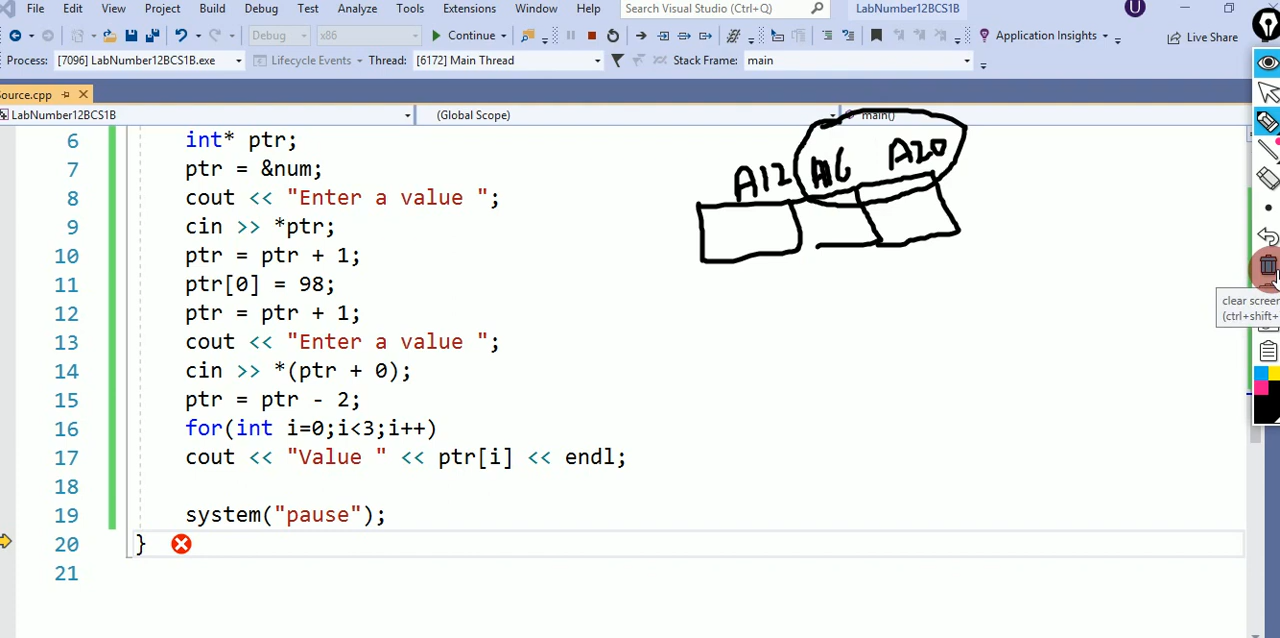 File Edit View Project Build Debug Test Analyze Tools Extensions Window Help Search Visual Studio (Ctrl+Q) LabNumber12BCS1B U
Debug x86 Continue Application Insights Live Share
Process: [7096] LabNumber12BCS1B.exe Lifecycle Events Thread: [6172] Main Thread Stack Frame: main
Source.cpp
LabNumber12BCS1B (Global Scope) main()
A12 A16 A20
6 int* ptr;
7 ptr = &num;
8 cout << "Enter a value ";
9 cin >> *ptr;
10 ptr = ptr + 1;
11 ptr[0] = 98;
12 ptr = ptr + 1;
13 cout << "Enter a value ";
14 cin >> *(ptr + 0);
15 ptr = ptr - 2;
16 for(int i=0;i<3;i++)
17 cout << "Value " << ptr[i] << endl;
18
19 system("pause");
20 }
21
clear screen
(ctrl+shift+